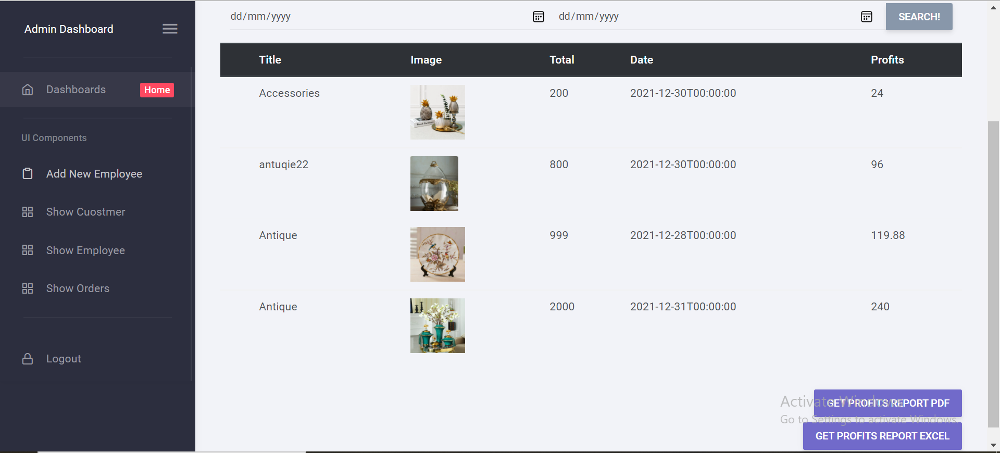 Admin Dashboard
Dashboards Home
UI Components
Add New Employee
Show Cuostmer
Show Employee
Show Orders
Logout
dd/mm/yyyy dd/mm/yyyy SEARCH!
Title Image Total Date Profits
Accessories 200 2021-12-30T00:00:00 24
antuqie22 800 2021-12-30T00:00:00 96
Antique 999 2021-12-28T00:00:00 119.88
Antique 2000 2021-12-31T00:00:00 240
GET PROFITS REPORT PDF
Activate Windows
Go to Settings to activate Windows.
GET PROFITS REPORT EXCEL